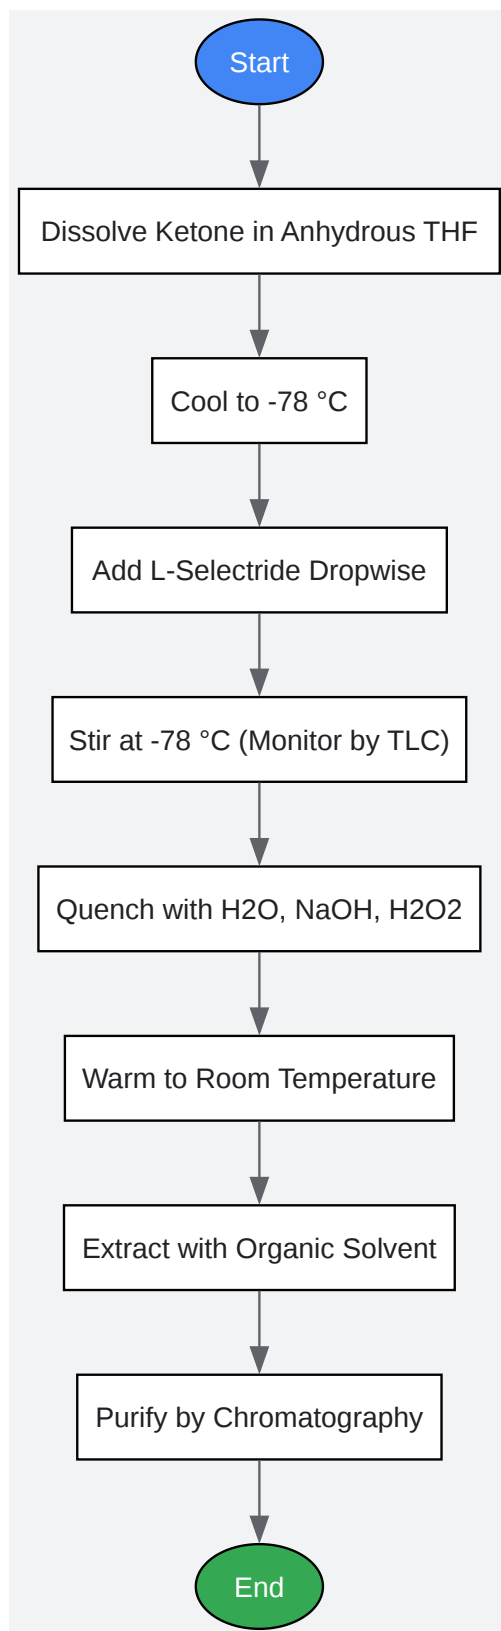 Start
Dissolve Ketone in Anhydrous THF
Cool to -78 °C
Add L-Selectride Dropwise
Stir at -78 °C (Monitor by TLC)
Quench with H2O, NaOH, H2O2
Warm to Room Temperature
Extract with Organic Solvent
Purify by Chromatography
End